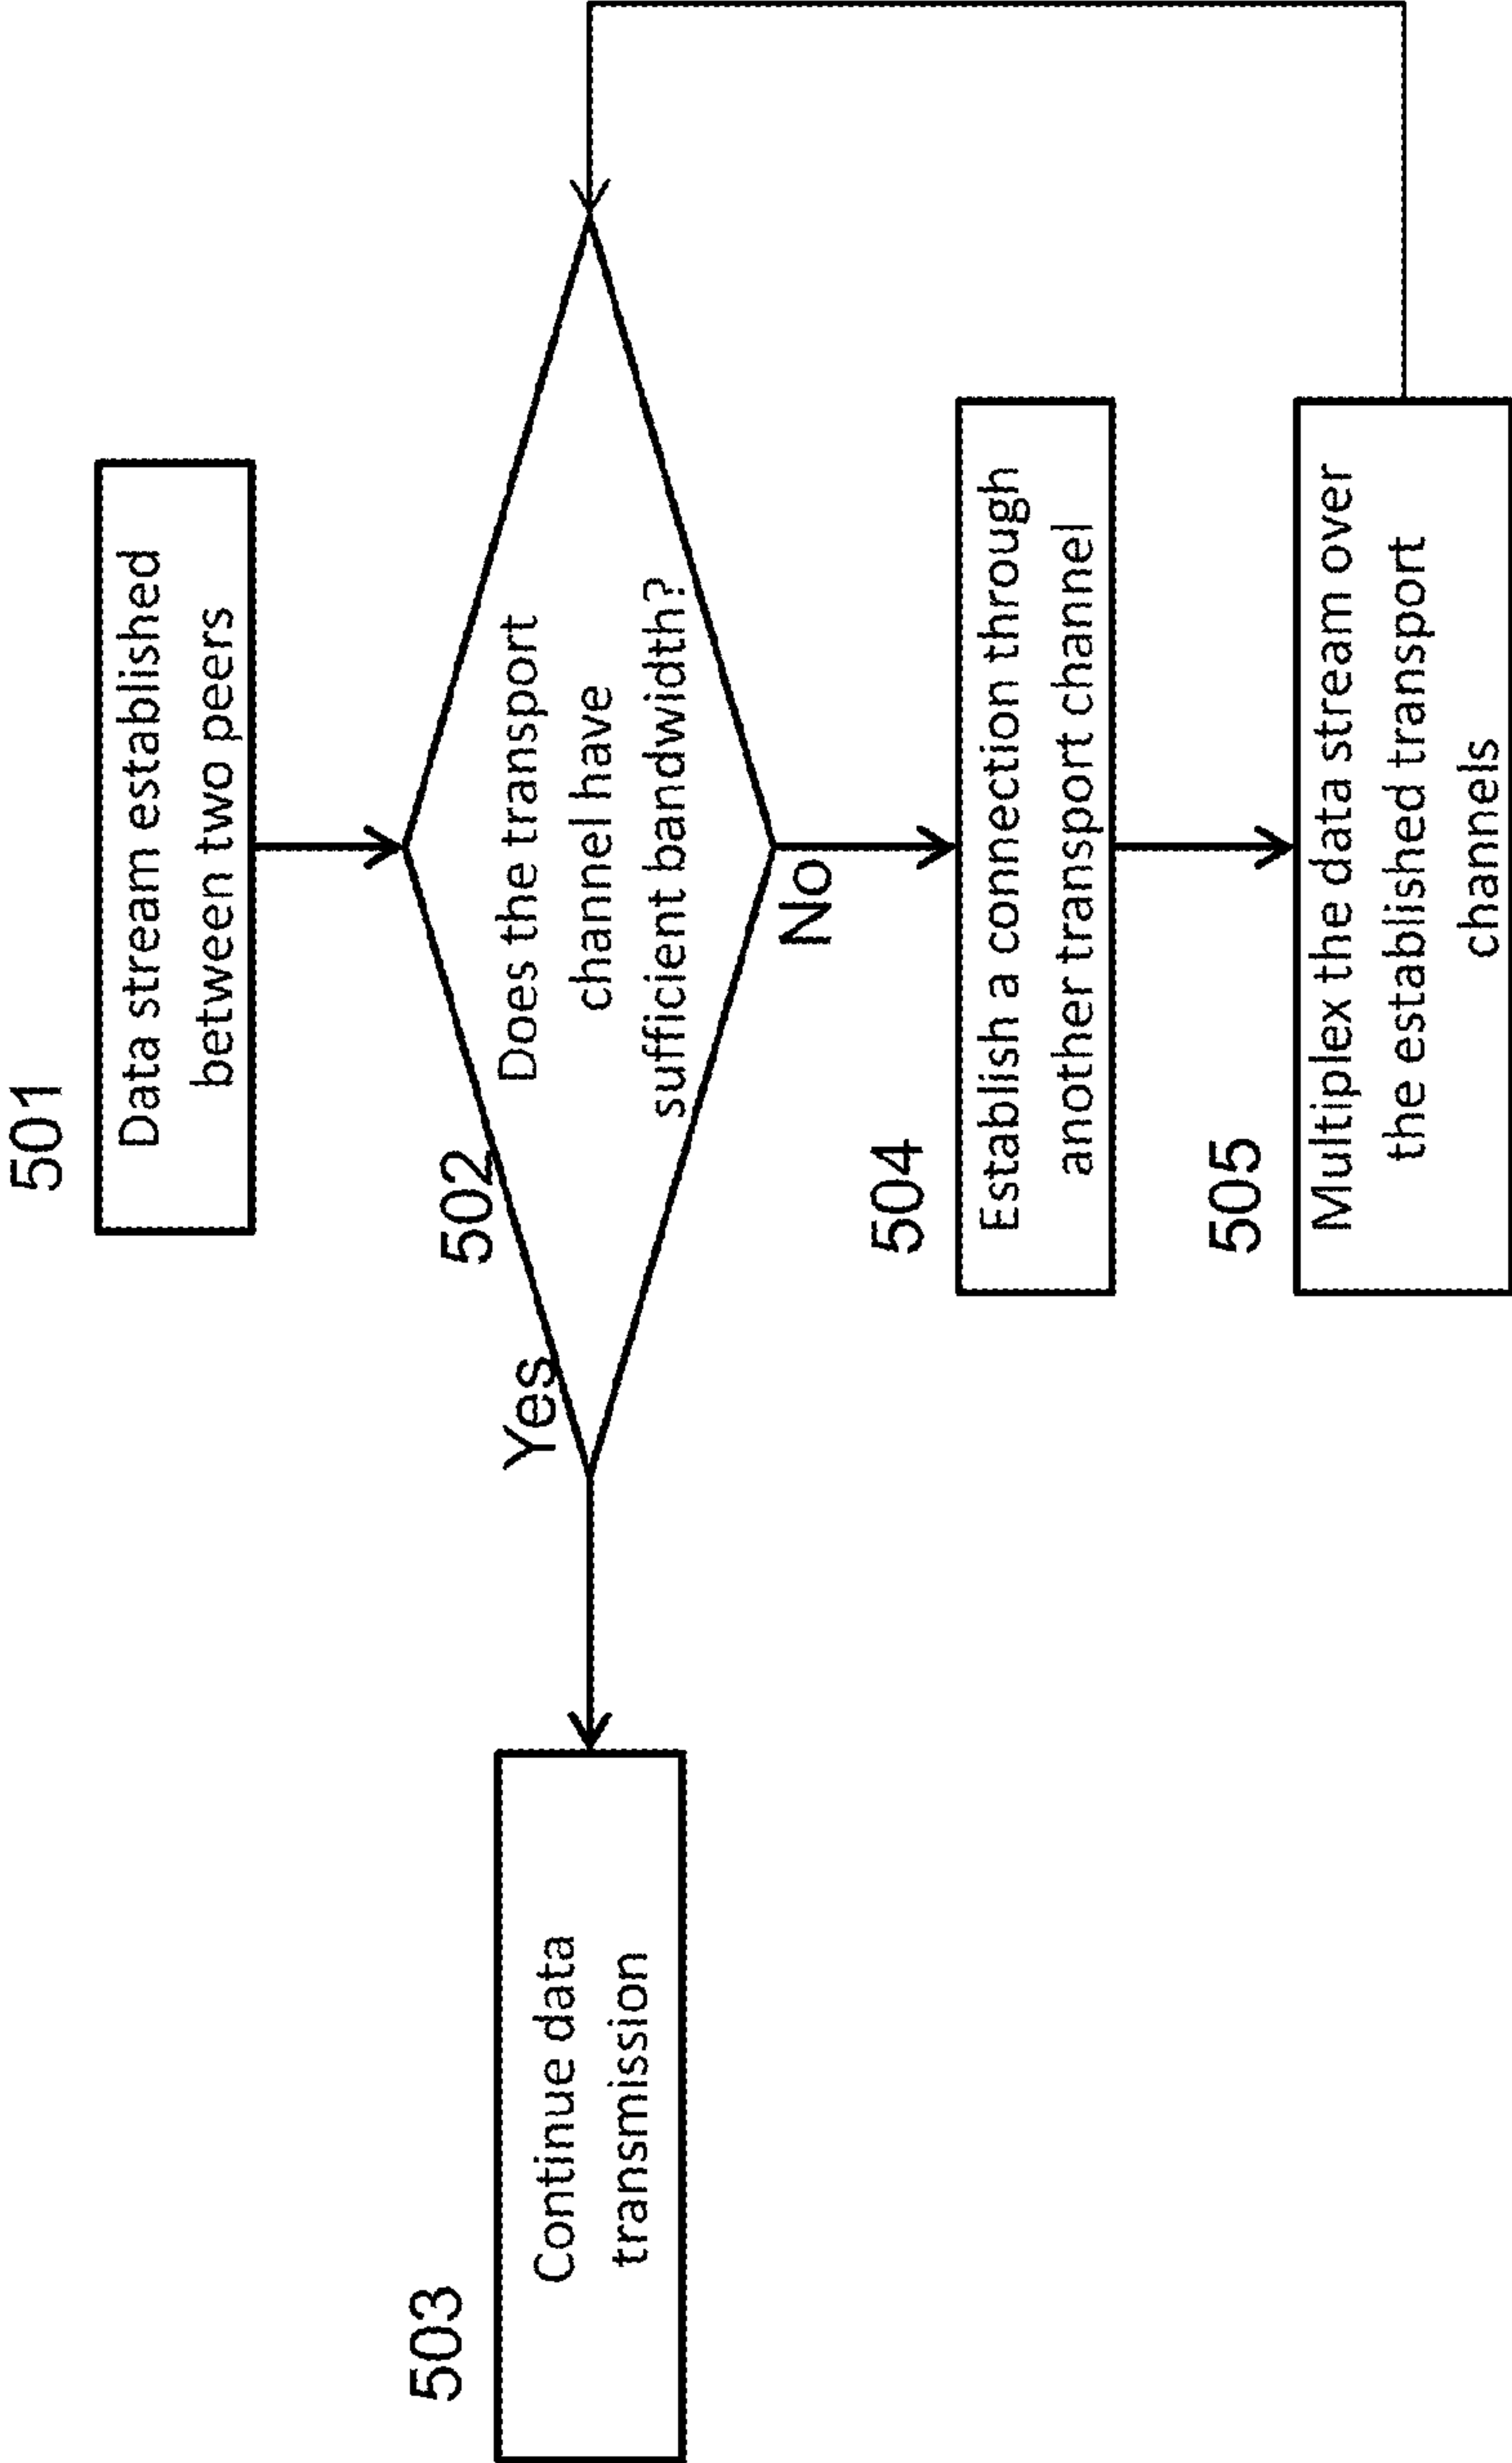 501
Data stream established
between two peers
502
Does the transport
channel have
sufficient bandwidth?
Yes
No
503
Continue data
transmission
504
Establish a connection through
another transport channel
505
Multiplex the data stream over
the established transport
channels